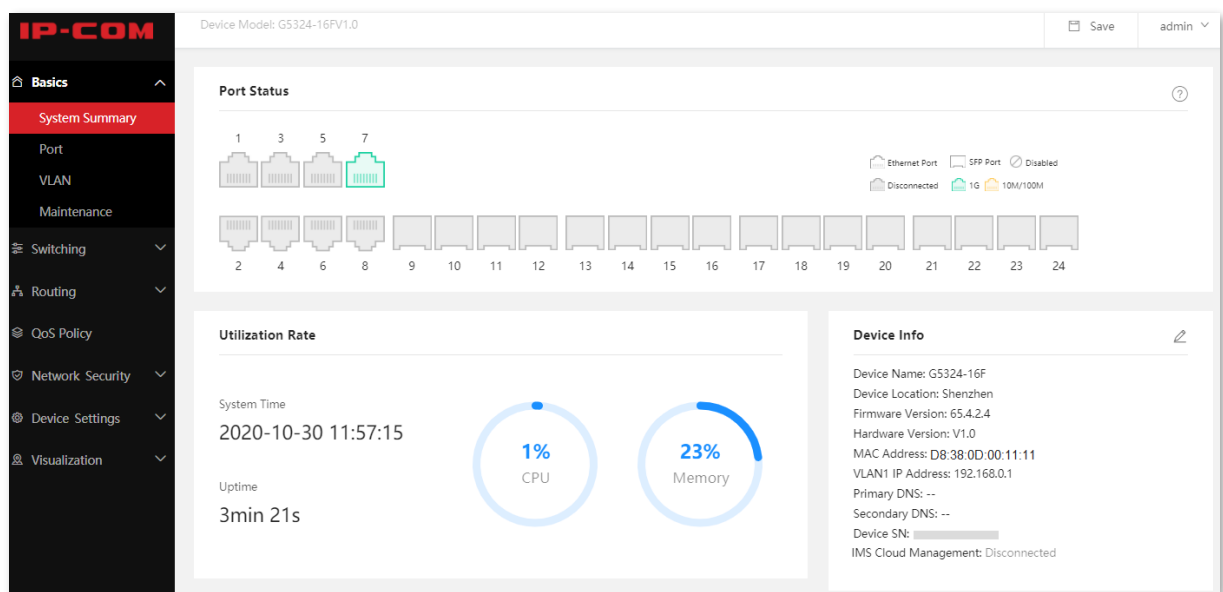 IP-COM
Device Model: G5324-16FV1.0
Save
admin
Basics
System Summary
Port
VLAN
Maintenance
Switching
Routing
QoS Policy
Network Security
Device Settings
Visualization
Port Status
?
1 3 5 7
Ethernet Port SFP Port Disabled
Disconnected 1G 10M/100M
2 4 6 8 9 10 11 12 13 14 15 16 17 18 19 20 21 22 23 24
Utilization Rate
System Time
2020-10-30 11:57:15
Uptime
3min 21s
1%
CPU
23%
Memory
Device Info
Device Name: G5324-16F
Device Location: Shenzhen
Firmware Version: 65.4.2.4
Hardware Version: V1.0
MAC Address: D8:38:0D:00:11:11
VLAN1 IP Address: 192.168.0.1
Primary DNS: --
Secondary DNS: --
Device SN:
IMS Cloud Management: Disconnected